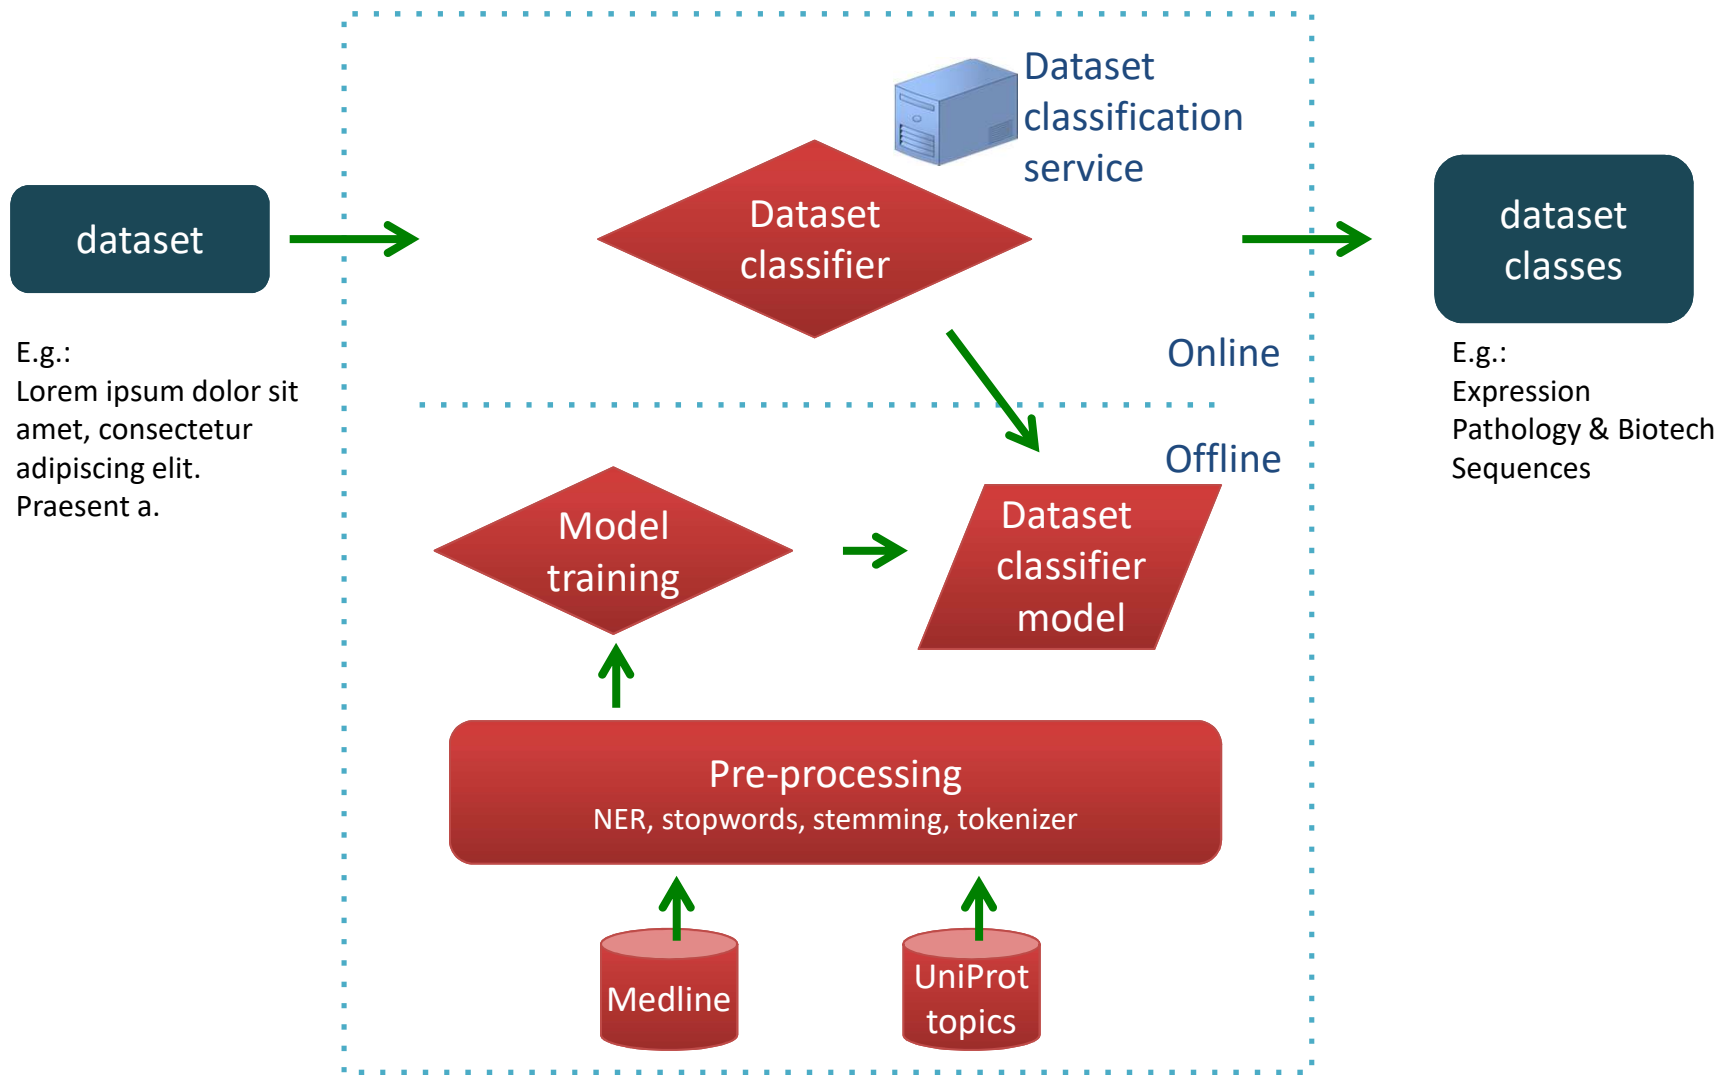 Dataset
classification
service
dataset
Dataset
classifier
dataset
classes
E.g.:
Lorem ipsum dolor sit
amet, consectetur
adipiscing elit.
Praesent a.
Online
E.g.:
Expression
Pathology & Biotech
Sequences
Offline
Model
training
Dataset
classifier
model
Pre-processing
NER, stopwords, stemming, tokenizer
Medline
UniProt
topics